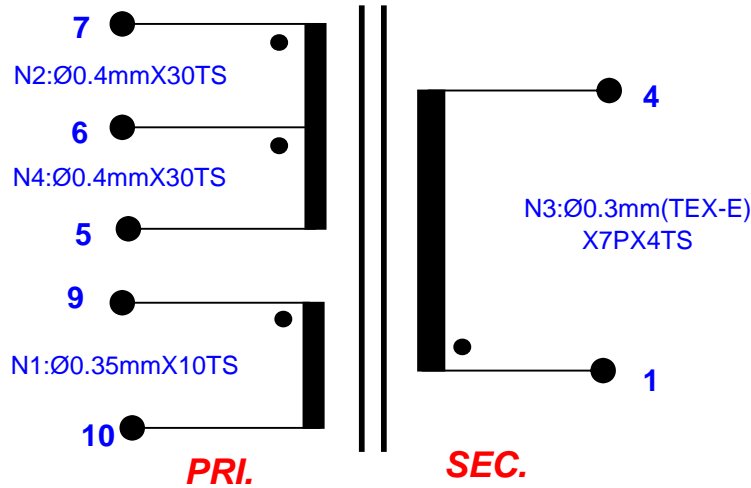 7
N2:Ø0.4mmX30TS
6
N4:Ø0.4mmX30TS
5
9
N1:Ø0.35mmX10TS
10
PRI.
4
N3:Ø0.3mm(TEX-E)
X7PX4TS
1
SEC.